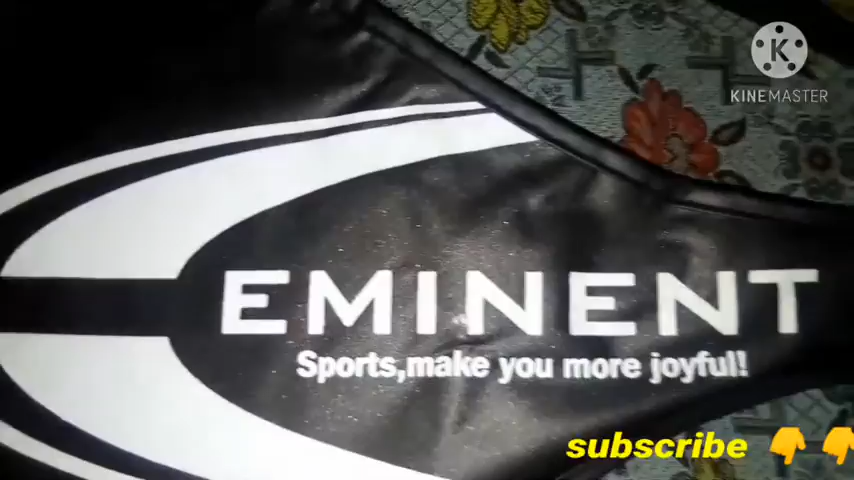 K
KINEMASTER
EMINENT
Sports,make you more joyful!
subscribe 👇👇